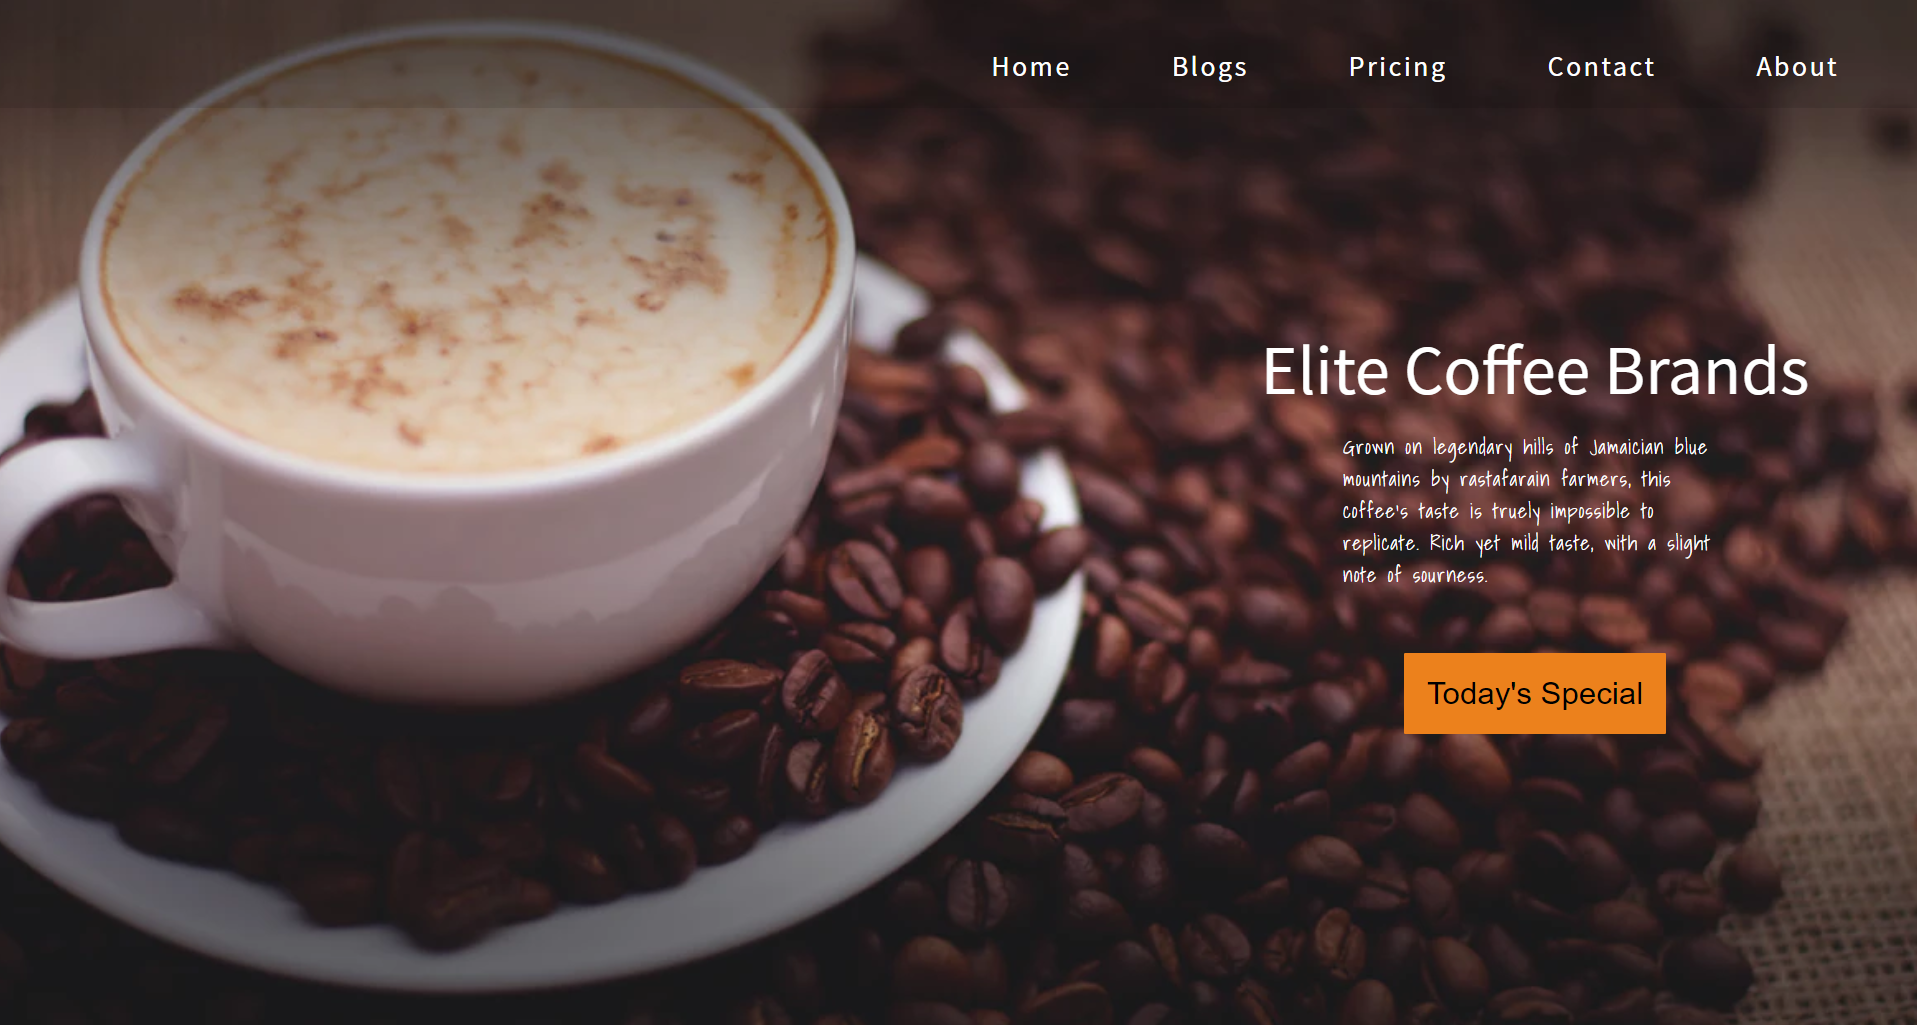 Home Blogs Pricing Contact About
Elite Coffee Brands
Grown on legendary hills of Jamaician blue
mountains by rastafarain farmers, this
coffee's taste is truely impossible to
replicate. Rich yet mild taste, with a slight
note of sourness.
Today's Special